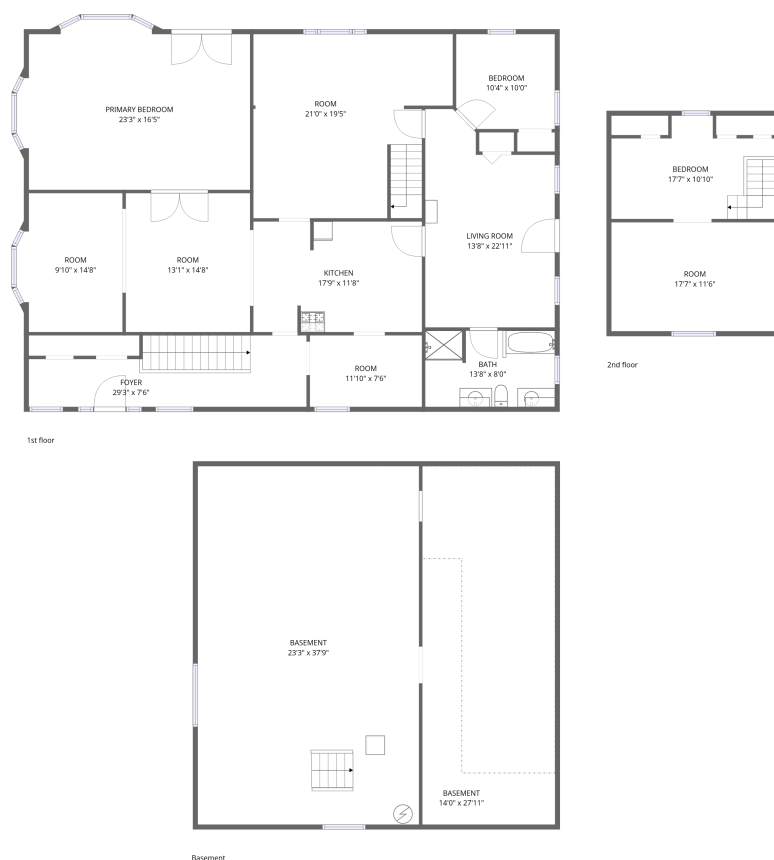 PRIMARY BEDROOM
23'3" x 16'5"
ROOM
21'0" x 19'5"
BEDROOM
10'4" x 10'0"
ROOM
9'10" x 14'8"
ROOM
13'1" x 14'8"
KITCHEN
17'9" x 11'8"
LIVING ROOM
13'8" x 22'11"
FOYER
29'3" x 7'6"
ROOM
11'10" x 7'6"
BATH
13'8" x 8'0"
1st floor
BEDROOM
17'7" x 10'10"
ROOM
17'7" x 11'6"
2nd floor
BASEMENT
23'3" x 37'9"
BASEMENT
14'0" x 27'11"
Basement